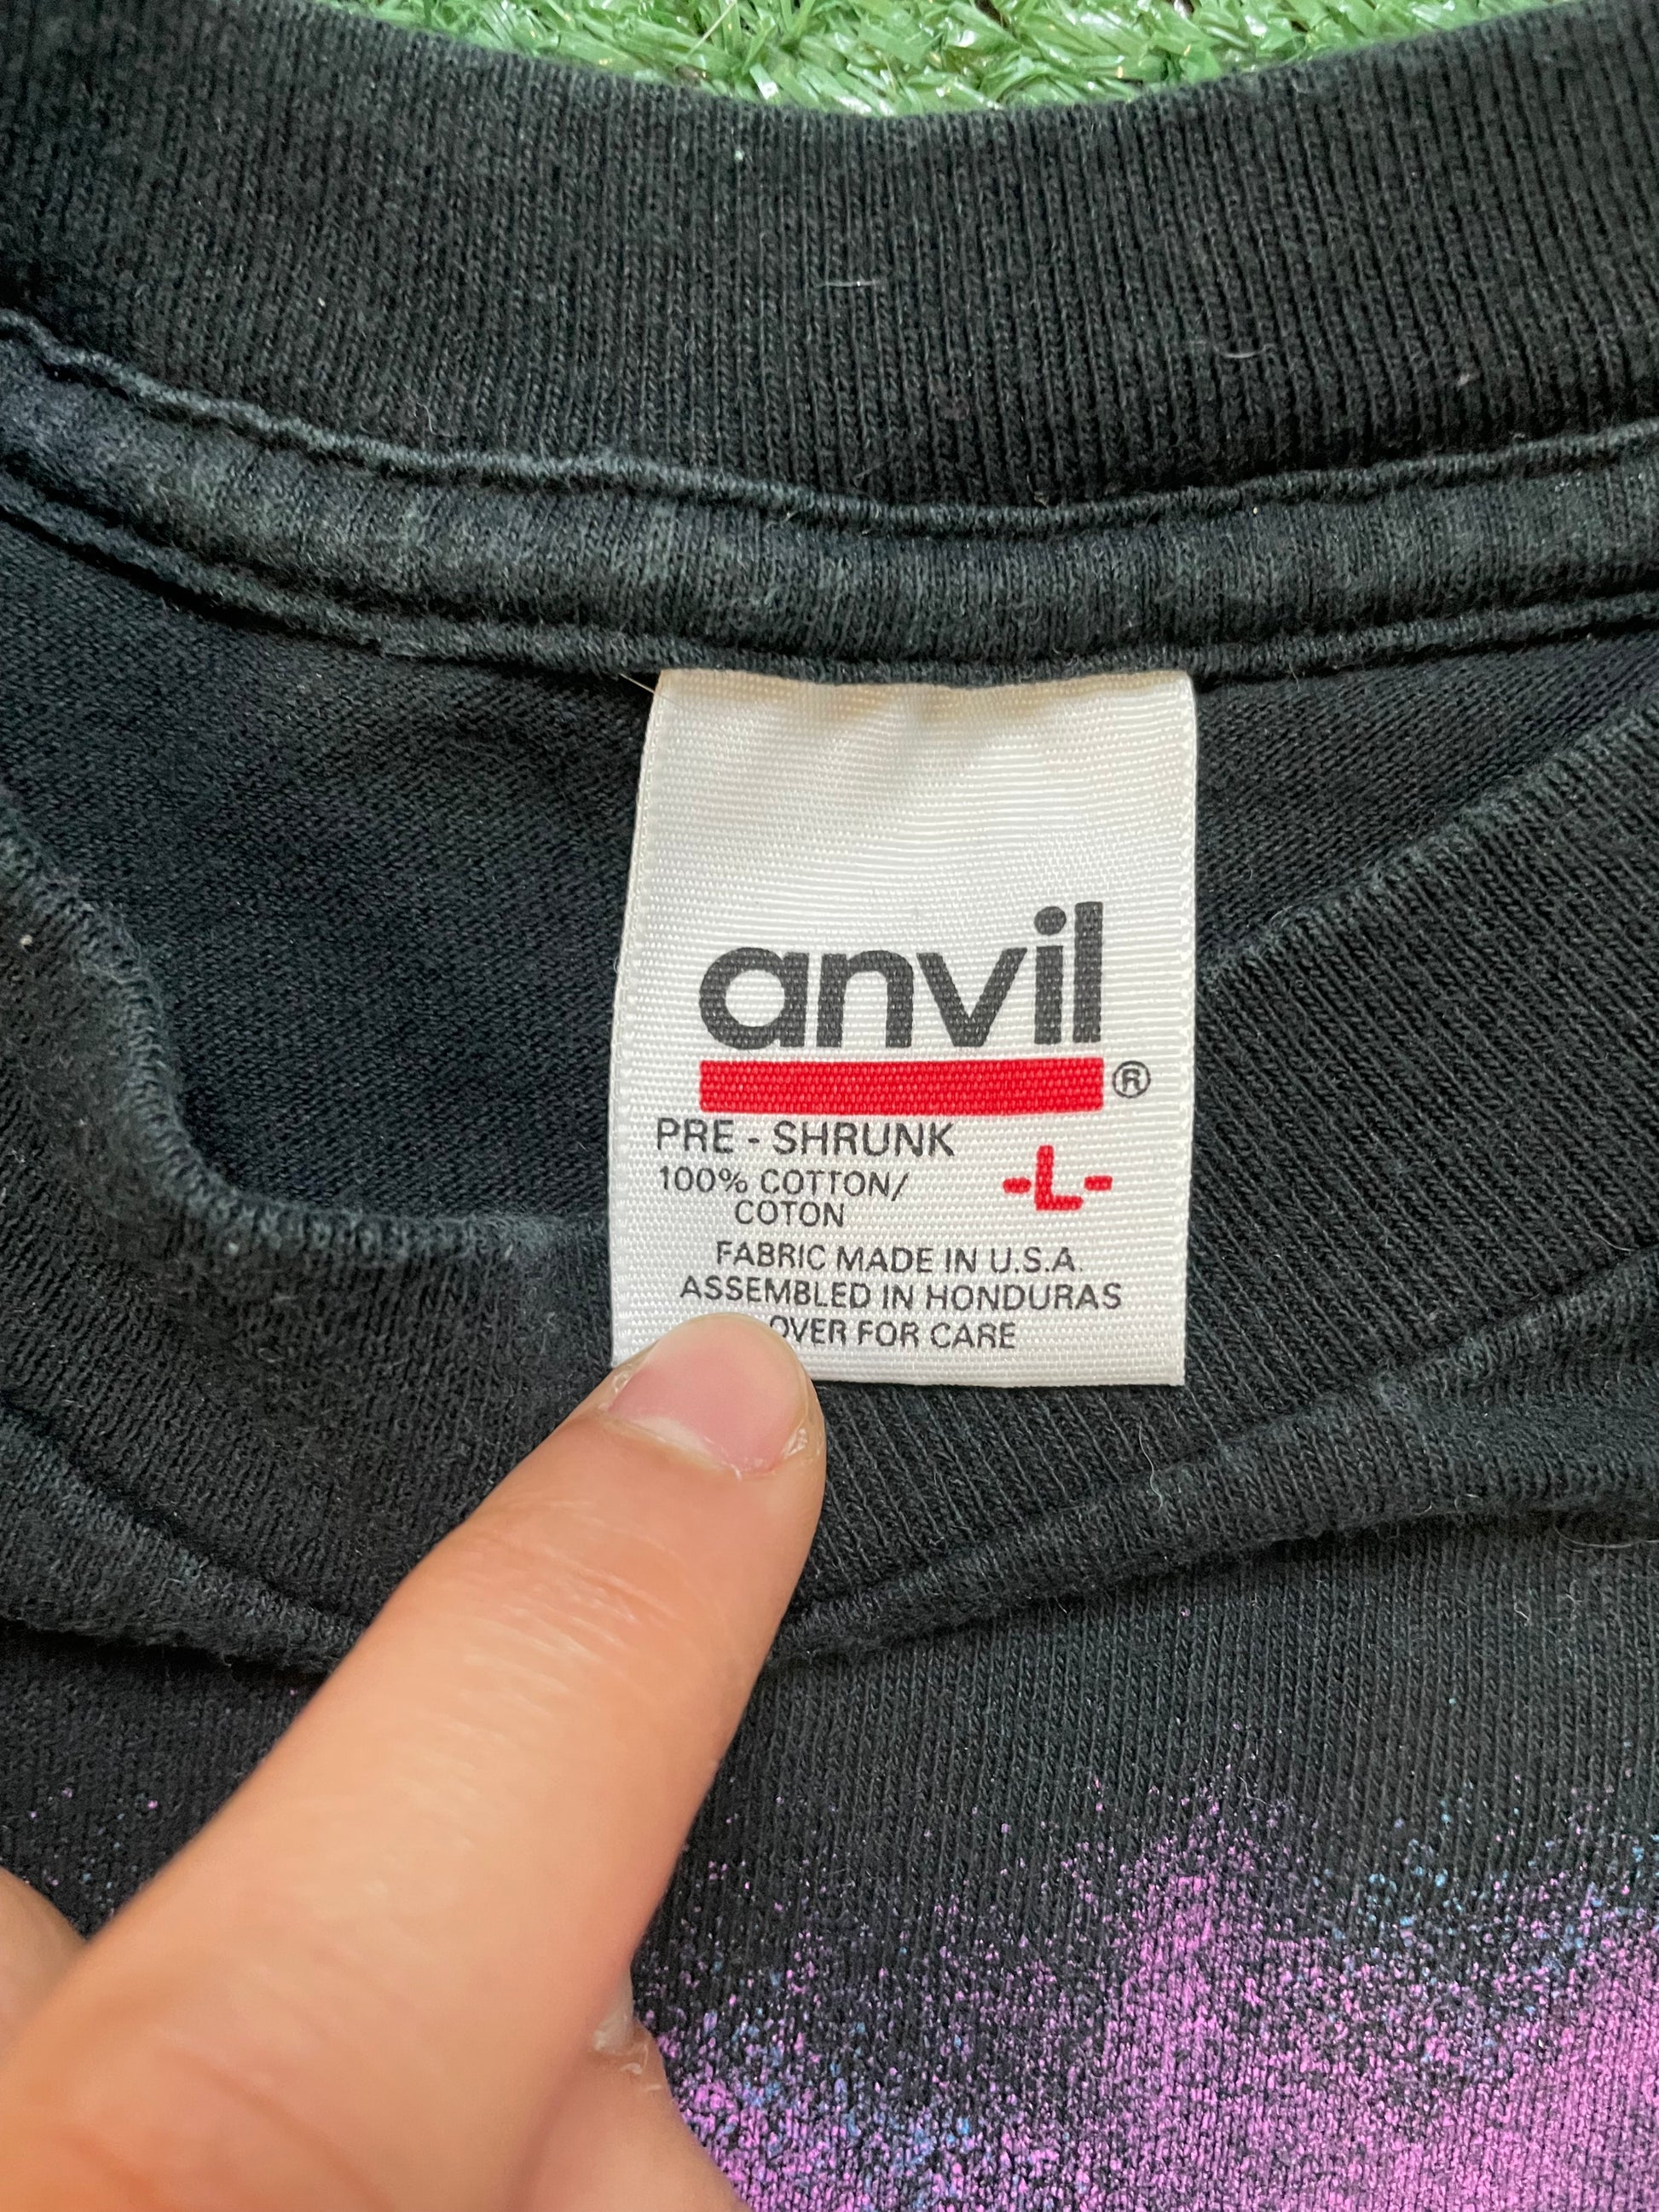 anvil
®
PRE - SHRUNK
-L-
100% COTTON/
COTON
FABRIC MADE IN U.S.A.
ASSEMBLED IN HONDURAS
OVER FOR CARE